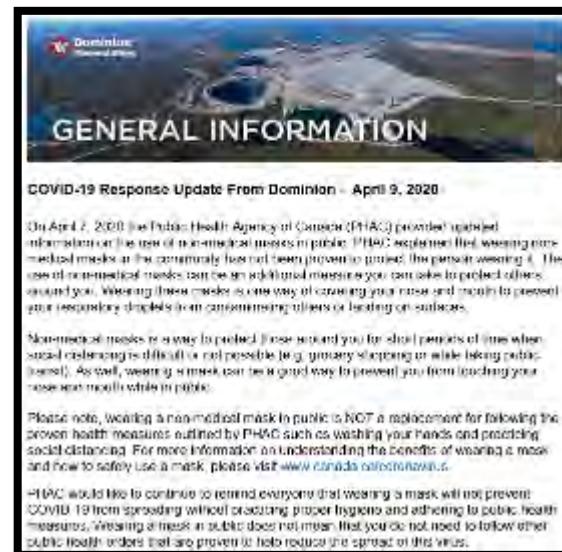 Dominion
GENERAL INFORMATION
COVID-19 Response Update From Dominion - April 9, 2020
On April 7, 2020 the Public Health Agency of Canada (PHAC) provided updated
information on the use of non-medical masks in public. PHAC explained that wearing non-
medical masks in the community has not been proven to protect the person wearing it. The
use of non-medical masks can be an additional measure you can take to protect others
around you. Wearing these masks is one way of covering your nose and mouth to prevent
your respiratory droplets from contaminating others or landing on surfaces.
Non-medical masks is a way to protect those around you for short periods of time when
social distancing is difficult or not possible (e.g. grocery shopping or while taking public
transit). As well, wearing a mask can be a good way to prevent you from touching your
nose and mouth while in public.
Please note, wearing a non-medical mask in public is NOT a replacement for following the
proven health measures outlined by PHAC such as washing your hands and practicing
social distancing. For more information on understanding the benefits of wearing a mask
and how to safely use a mask, please visit www.canada.ca/coronavirus.
PHAC would like to continue to remind everyone that wearing a mask will not prevent
COVID-19 from spreading without practicing proper hygiene and adhering to public health
measures. Wearing a mask in public does not mean that you do not need to follow other
public health orders that are proven to help reduce the spread of this virus.